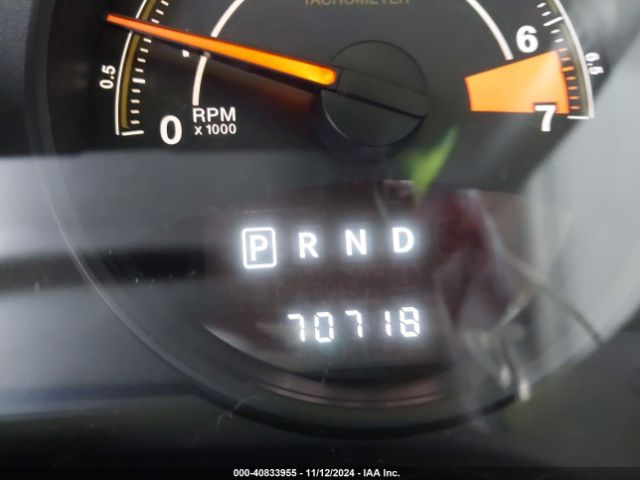 TACHOMETER
0.5
6
6.5
0
RPM
x 1000
7
P R N D
70718
000-40833955 - 11/12/2024 - IAA Inc.